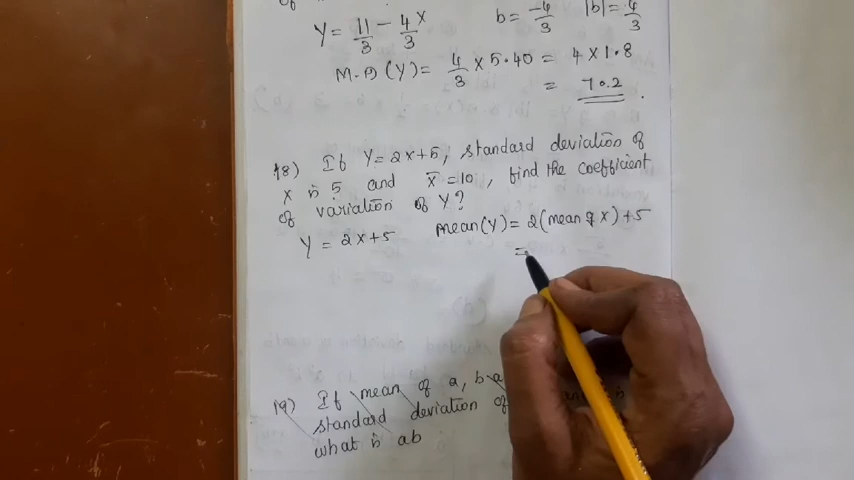 of
Y = 11/3 - 4/3 x    b = -4/3    |b| = 4/3
M.D(Y) = 4/3 × 5.40 = 4 × 1.8
= 7.2
18) If Y = 2x+5, standard deviation of
x is 5 and x̄ = 10, find the coefficient
of variation of Y?
Y = 2x+5    mean(Y) = 2(mean of x) + 5
=
19) If mean of a, b
standard deviation of
what is ab